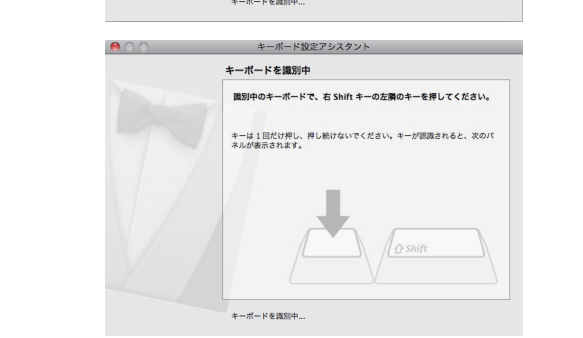 キーボードを識別中...
キーボード設定アシスタント
キーボードを識別中
識別中のキーボードで、右 Shift キーの左隣のキーを押してください。
キーは 1 回だけ押し、押し続けないでください。キーが認識されると、次のパ
ネルが表示されます。
Shift
キーボードを識別中...